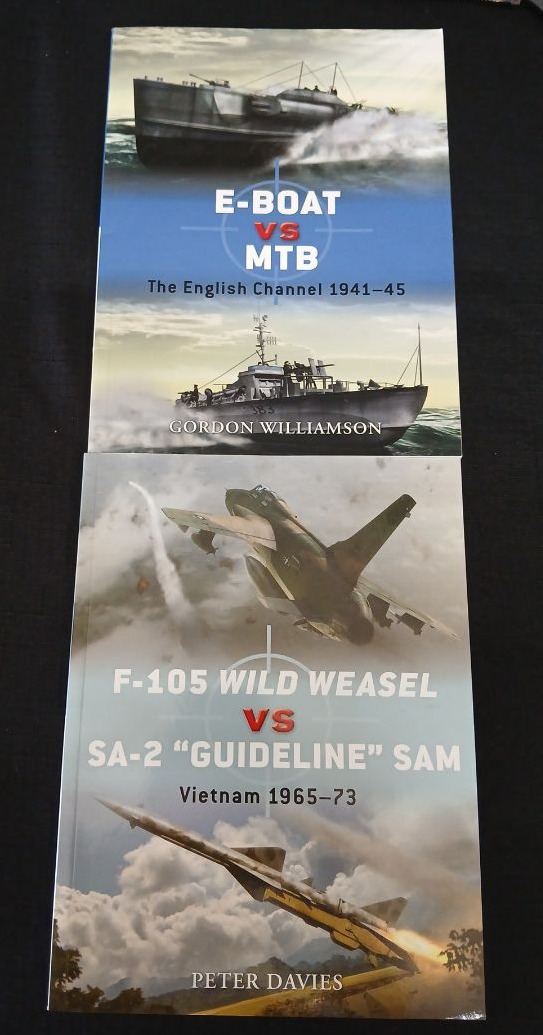 E-BOAT
VS
MTB
The English Channel 1941–45
GORDON WILLIAMSON
F-105 WILD WEASEL
VS
SA-2 “GUIDELINE” SAM
Vietnam 1965–73
PETER DAVIES